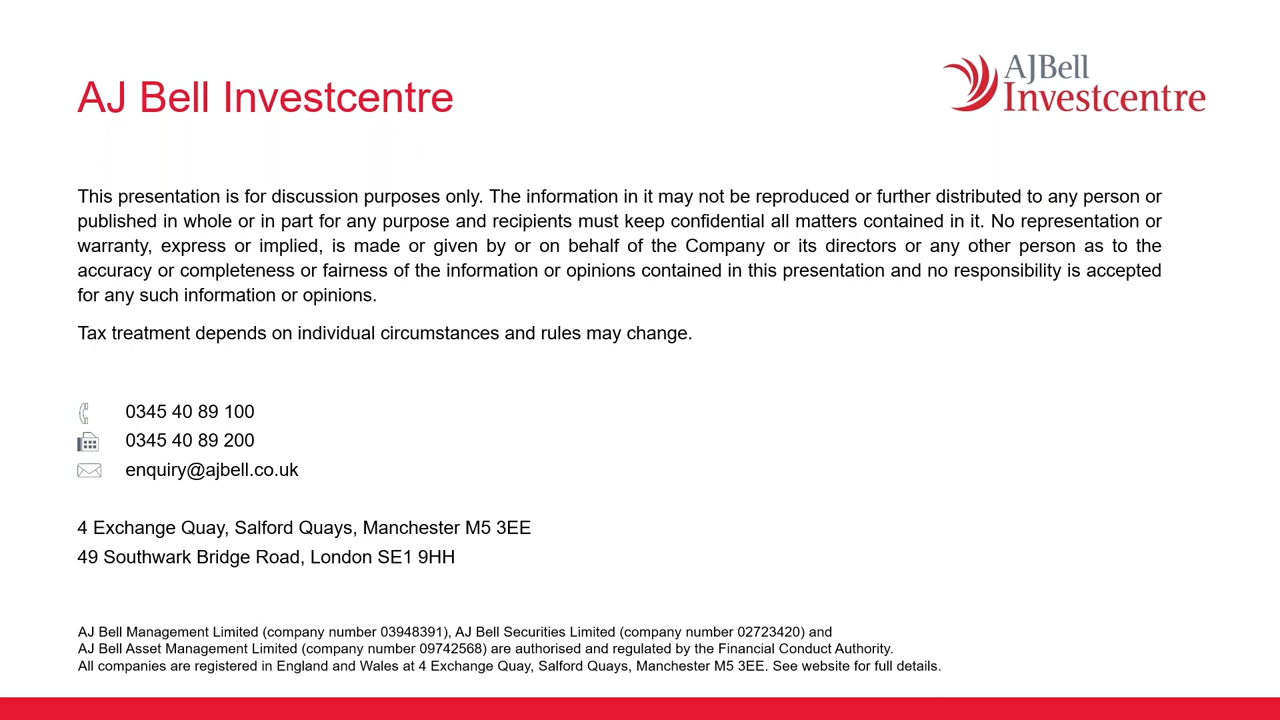 AJ Bell Investcentre
AJBell
Investcentre
This presentation is for discussion purposes only. The information in it may not be reproduced or further distributed to any person or
published in whole or in part for any purpose and recipients must keep confidential all matters contained in it. No representation or
warranty, express or implied, is made or given by or on behalf of the Company or its directors or any other person as to the
accuracy or completeness or fairness of the information or opinions contained in this presentation and no responsibility is accepted
for any such information or opinions.
Tax treatment depends on individual circumstances and rules may change.
0345 40 89 100
0345 40 89 200
enquiry@ajbell.co.uk
4 Exchange Quay, Salford Quays, Manchester M5 3EE
49 Southwark Bridge Road, London SE1 9HH
AJ Bell Management Limited (company number 03948391), AJ Bell Securities Limited (company number 02723420) and
AJ Bell Asset Management Limited (company number 09742568) are authorised and regulated by the Financial Conduct Authority.
All companies are registered in England and Wales at 4 Exchange Quay, Salford Quays, Manchester M5 3EE. See website for full details.